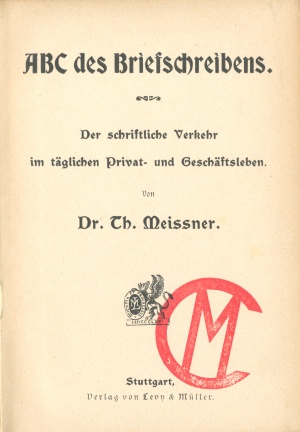 ABC des Briefschreibens.
Der schriftliche Verkehr
im täglichen Privat- und Geschäftsleben.
Von
Dr. Th. Meissner.
CM
Stuttgart,
Verlag von Levy & Müller.